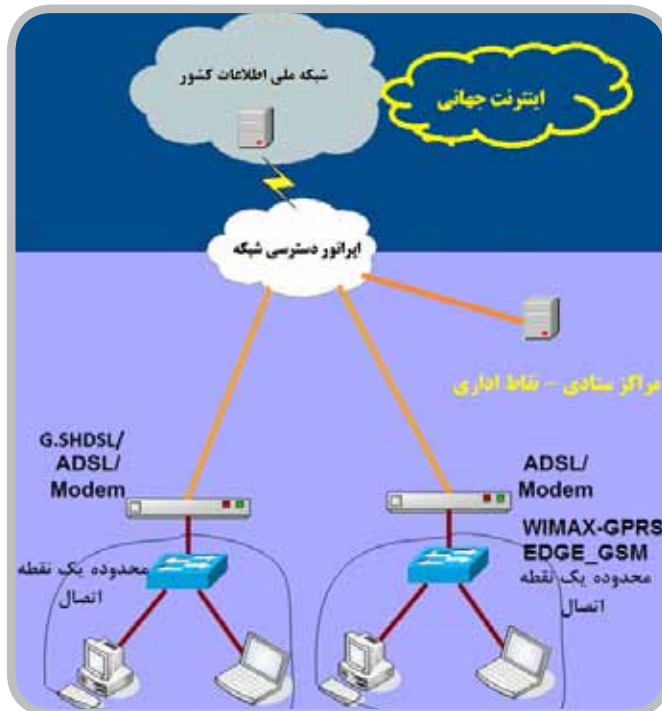 شبکه ملی اطلاعات کشور
اینترنت جهانی
اپراتور دسترسی شبکه
مراکز ستادی - نقاط اداری
G.SHDSL/
ADSL/
Modem
ADSL/
Modem
WIMAX-GPRS
EDGE_GSM
محدوده یک نقطه
اتصال
محدوده یک نقطه
اتصال